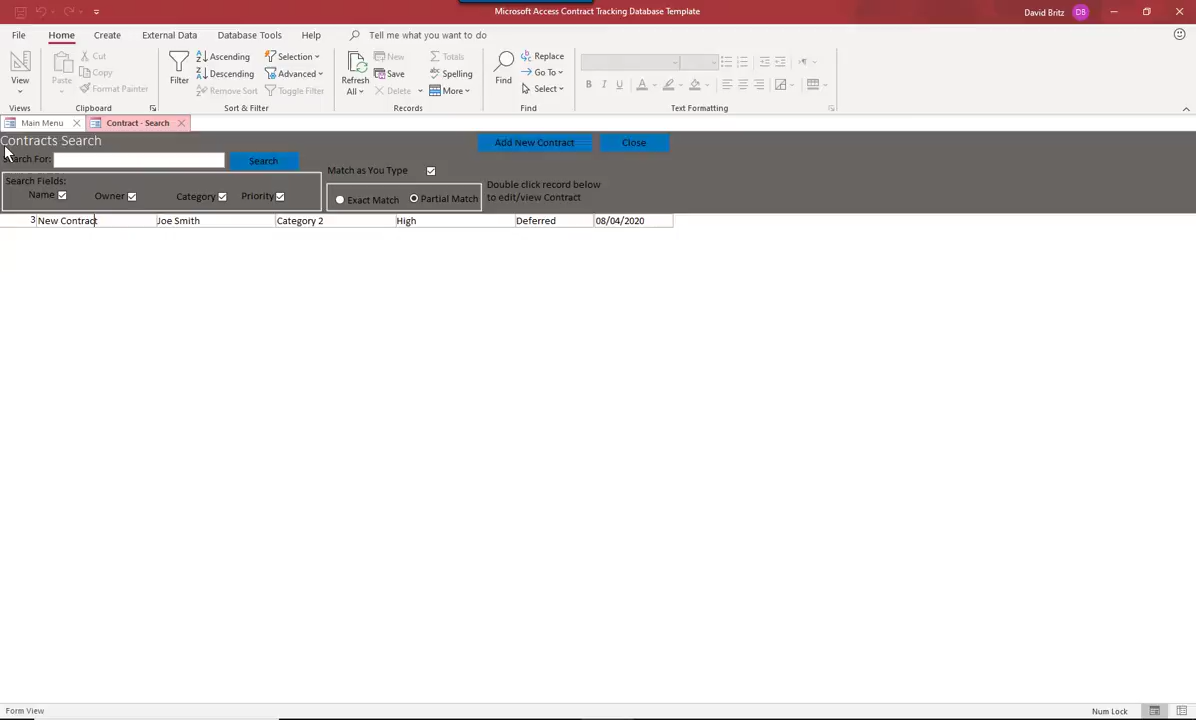 Microsoft Access Contract Tracking Database Template
David Britz DB
File Home Create External Data Database Tools Help Tell me what you want to do
View
Views
Paste
Cut
Copy
Format Painter
Clipboard
Filter
Ascending
Descending
Remove Sort
Selection
Advanced
Toggle Filter
Sort & Filter
Refresh
All
New
Save
Delete
Totals
Spelling
More
Records
Find
Replace
Go To
Select
Find
B I U
A
Text Formatting
Main Menu
Contract - Search
Contracts Search
Add New Contract
Close
Search For:
Search
Match as You Type
Search Fields:
Name Owner Category Priority
Exact Match Partial Match
Double click record below
to edit/view Contract
3 New Contract Joe Smith Category 2 High Deferred 08/04/2020
Form View
Num Lock